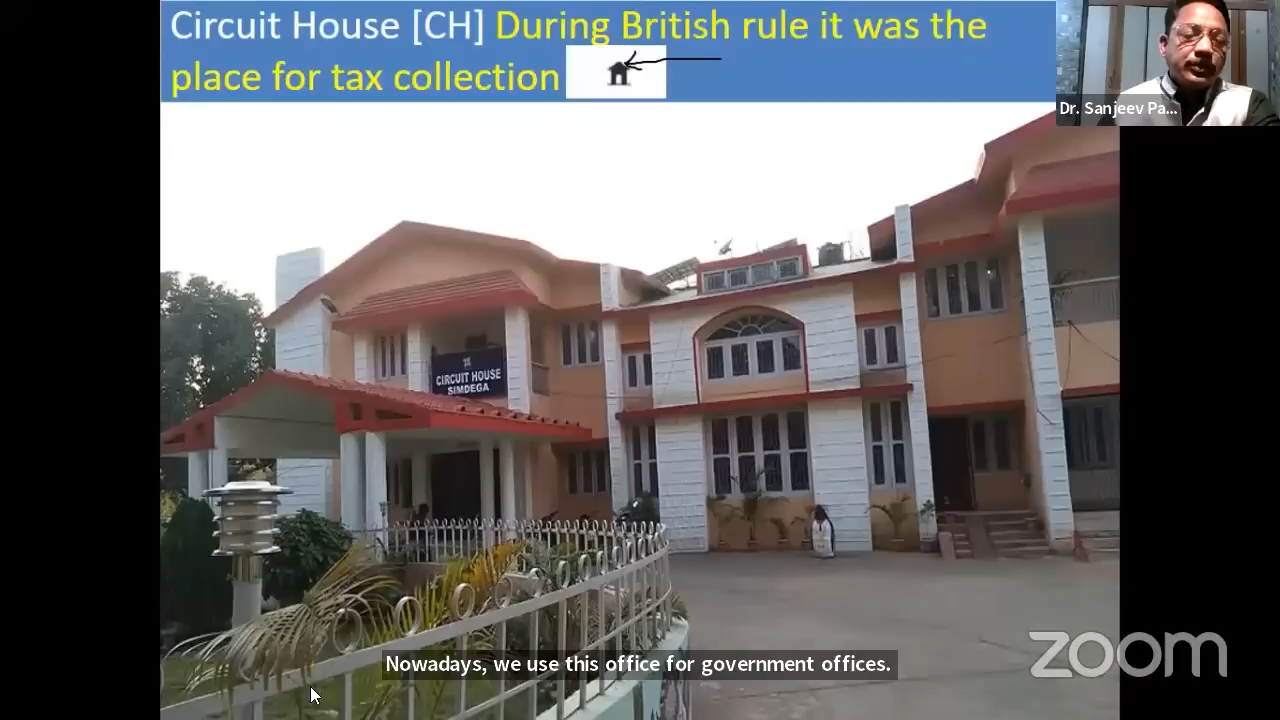 Circuit House [CH] During British rule it was the
place for tax collection
Dr. Sanjeev Pa...
CIRCUIT HOUSE
SIMDEGA
Nowadays, we use this office for government offices.
zoom